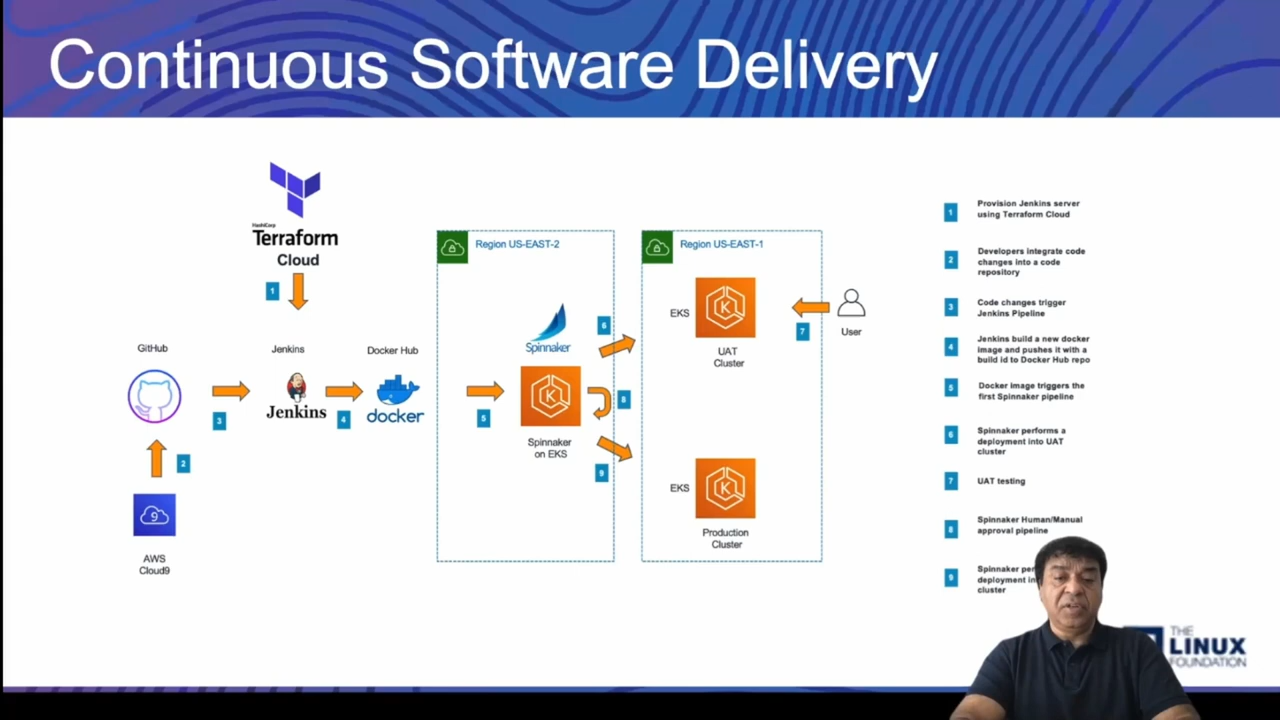 Continuous Software Delivery
HashiCorp
Terraform
Cloud
1
GitHub
Jenkins
Jenkins
Docker Hub
docker
3
4
2
9
AWS
Cloud9
Region US-EAST-2
Spinnaker
5
K
Spinnaker
on EKS
6
8
9
Region US-EAST-1
EKS
K
UAT
Cluster
7
User
EKS
K
Production
Cluster
1
Provision Jenkins server
using Terraform Cloud
2
Developers integrate code
changes into a code
repository
3
Code changes trigger
Jenkins Pipeline
4
Jenkins build a new docker
image and pushes it with a
build id to Docker Hub repo
5
Docker image triggers the
first Spinnaker pipeline
6
Spinnaker performs a
deployment into UAT
cluster
7
UAT testing
8
Spinnaker Human/Manual
approval pipeline
9
Spinnaker
deployment
cluster
THE
LINUX
FOUNDATION